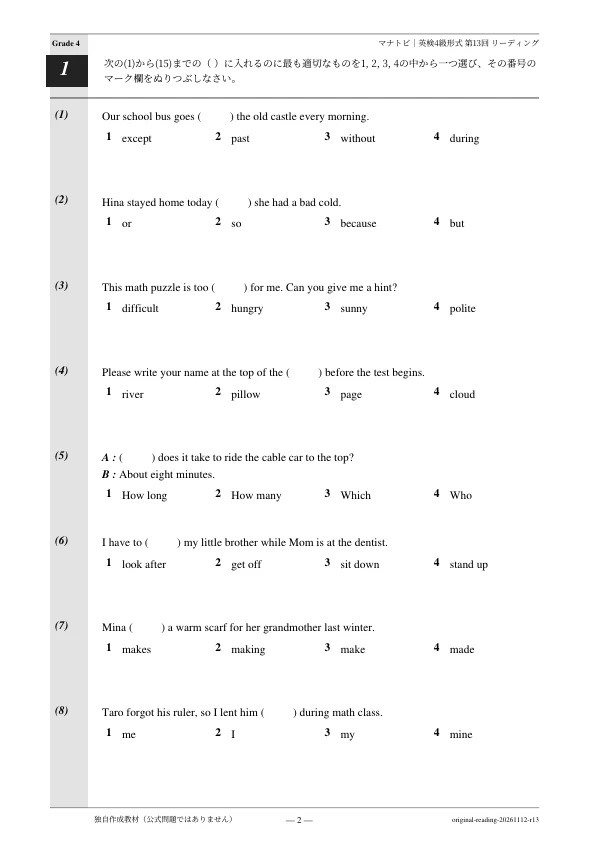 Grade 4
マナトビ｜英検4級形式 第13回 リーディング
1
次の(1)から(15)までの（ ）に入れるのに最も適切なものを1, 2, 3, 4の中から一つ選び、その番号の
マーク欄をぬりつぶしなさい。
(1) Our school bus goes (   ) the old castle every morning.
1 except 2 past 3 without 4 during
(2) Hina stayed home today (   ) she had a bad cold.
1 or 2 so 3 because 4 but
(3) This math puzzle is too (   ) for me. Can you give me a hint?
1 difficult 2 hungry 3 sunny 4 polite
(4) Please write your name at the top of the (   ) before the test begins.
1 river 2 pillow 3 page 4 cloud
(5) A : (   ) does it take to ride the cable car to the top?
B : About eight minutes.
1 How long 2 How many 3 Which 4 Who
(6) I have to (   ) my little brother while Mom is at the dentist.
1 look after 2 get off 3 sit down 4 stand up
(7) Mina (   ) a warm scarf for her grandmother last winter.
1 makes 2 making 3 make 4 made
(8) Taro forgot his ruler, so I lent him (   ) during math class.
1 me 2 I 3 my 4 mine
独自作成教材（公式問題ではありません）
— 2 —
original-reading-20261112-r13